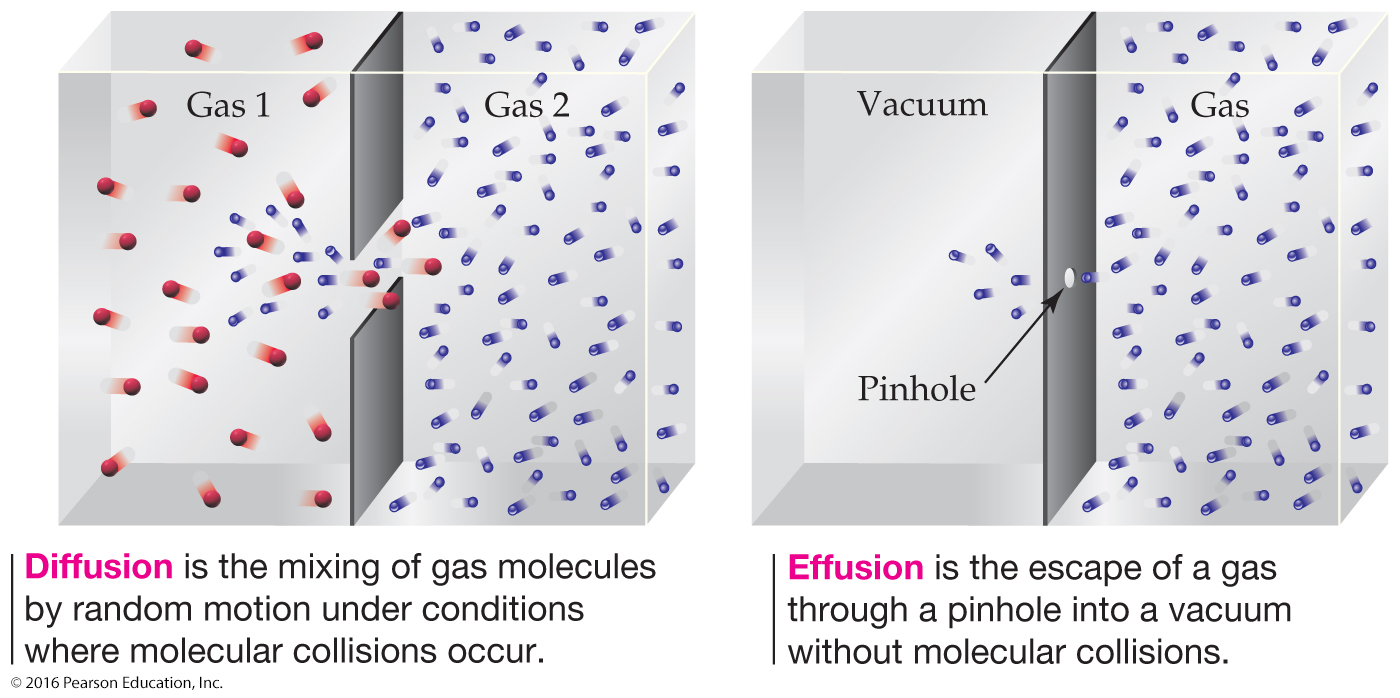 Gas 1
Gas 2
Diffusion is the mixing of gas molecules
by random motion under conditions
where molecular collisions occur.
Vacuum
Gas
Pinhole
Effusion is the escape of a gas
through a pinhole into a vacuum
without molecular collisions.
© 2016 Pearson Education, Inc.